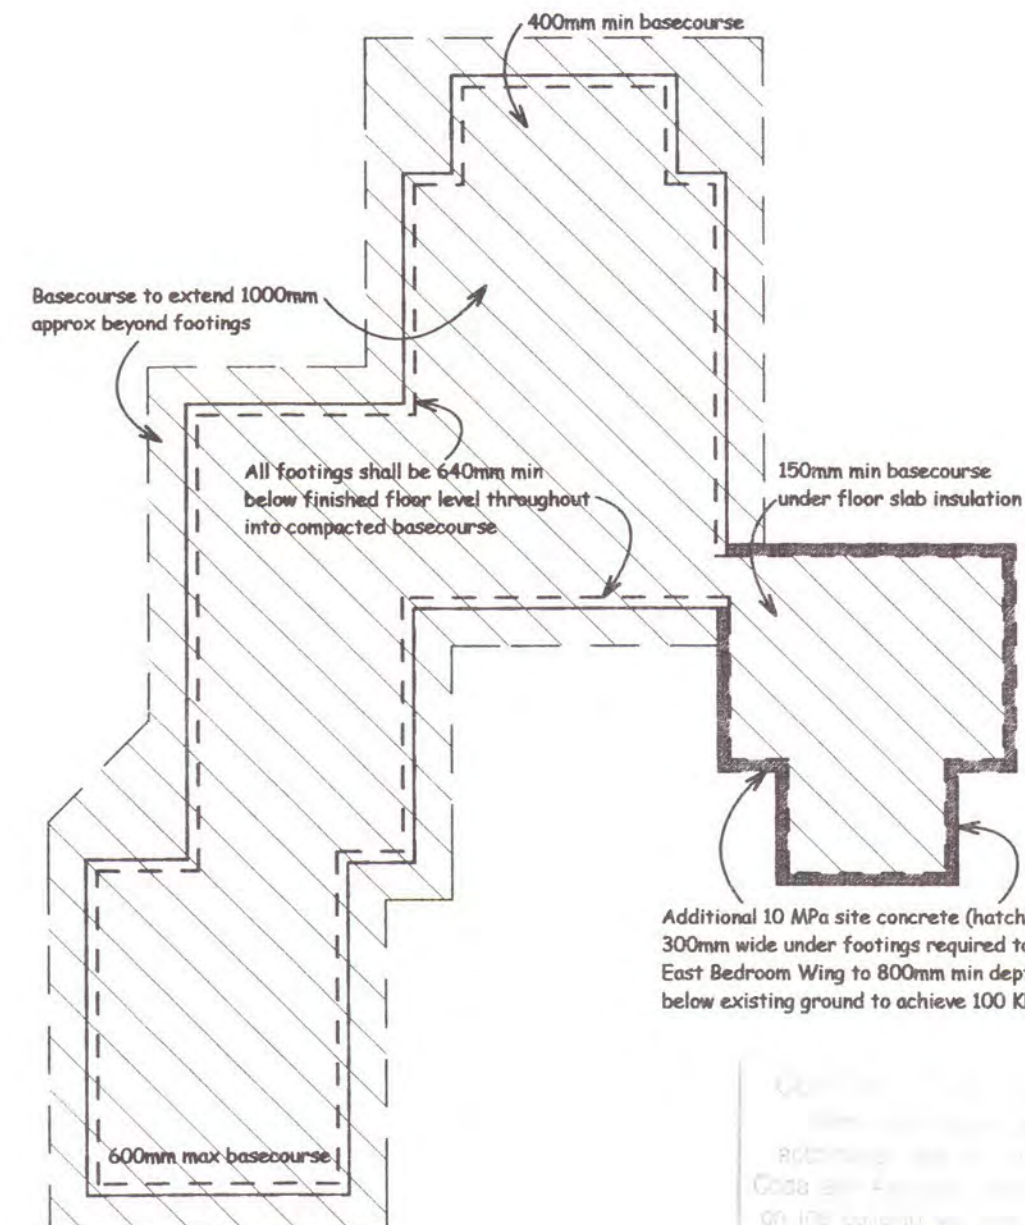 400mm min basecourse
Basecourse to extend 1000mm
approx beyond footings
All footings shall be 640mm min
below finished floor level throughout
into compacted basecourse
150mm min basecourse
under floor slab insulation
Additional 10 MPa site concrete (hatch
300mm wide under footings required to
East Bedroom Wing to 800mm min dep
below existing ground to achieve 100 K
600mm max basecourse